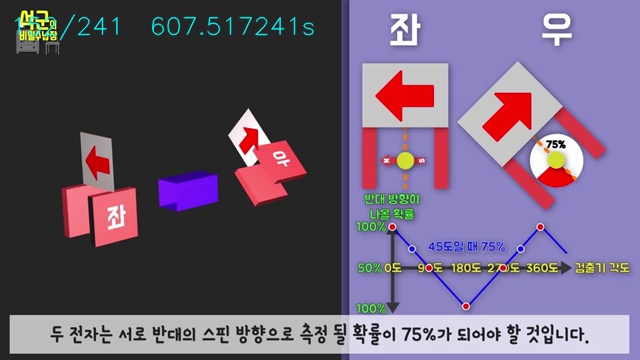 /241 607.517241s
석군의
비밀수납장
좌 우
75%
N S
반대 방향이
나올 확률
100%
45도일 때 75%
50% 0도 90도 180도 270도 360도 검출기 각도
100%
좌
우
두 전자는 서로 반대의 스핀 방향으로 측정 될 확률이 75%가 되어야 할 것입니다.